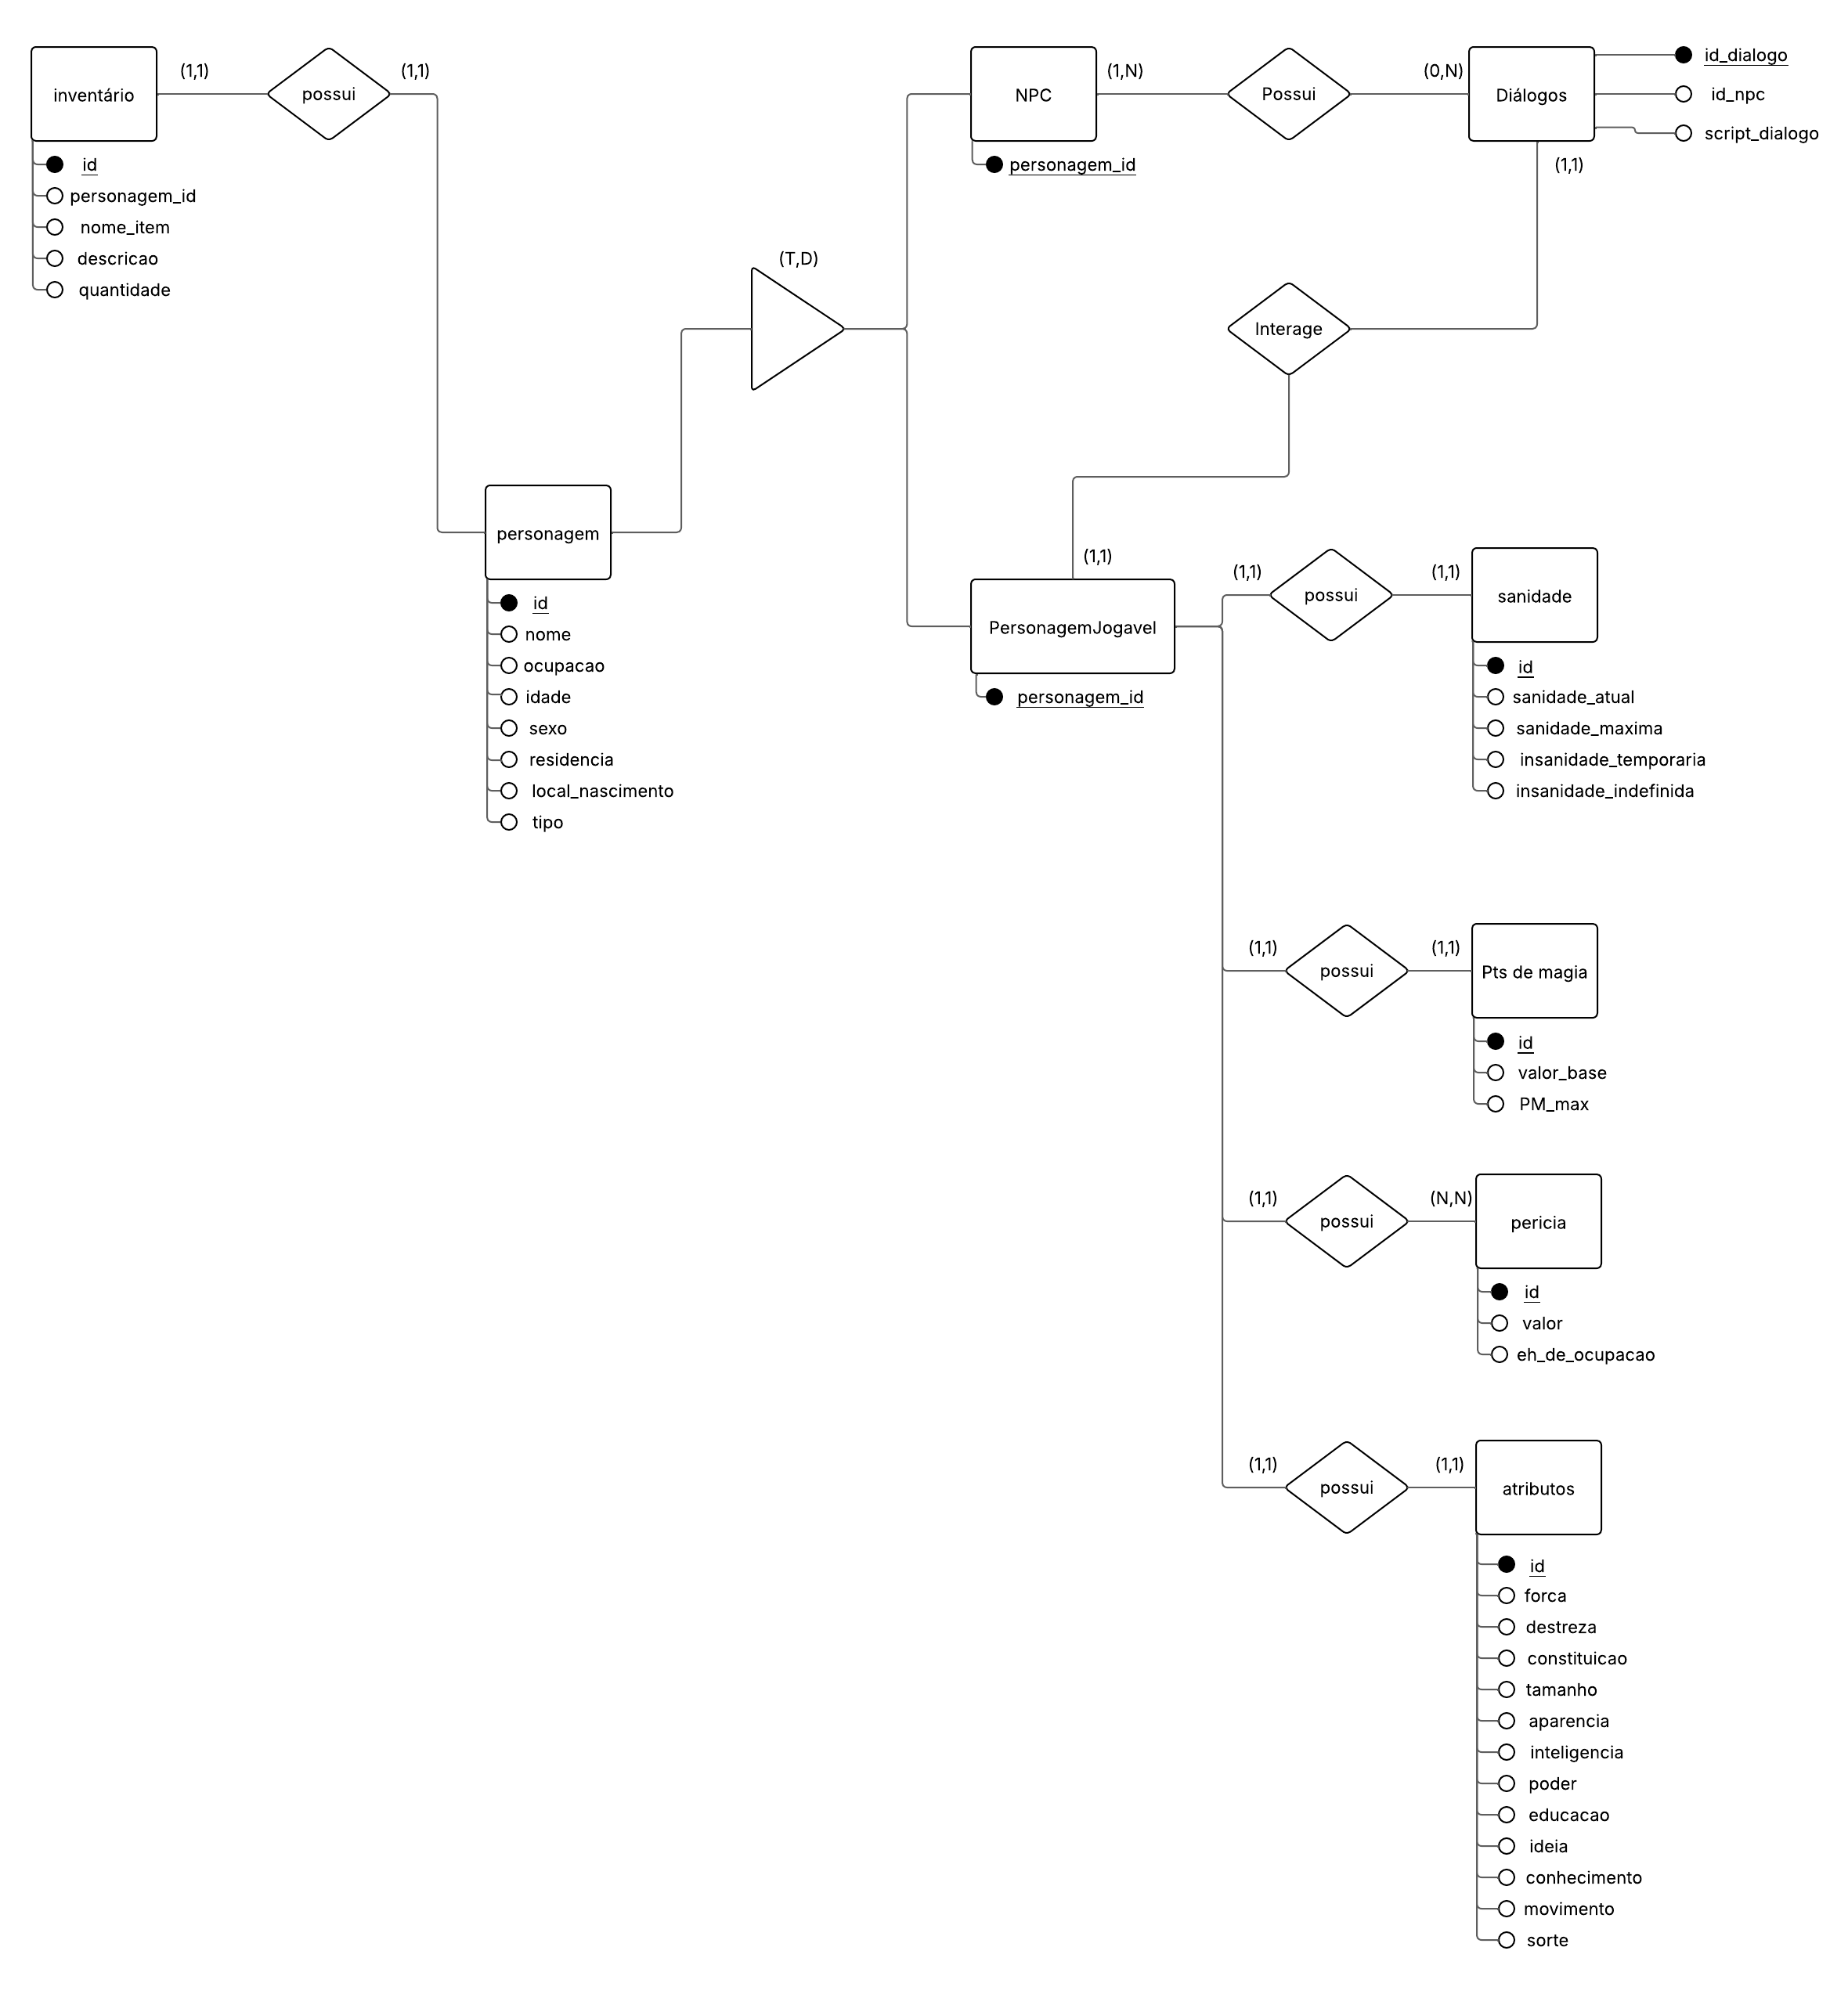 inventário
(1,1)
possui
(1,1)
id
personagem_id
nome_item
descricao
quantidade
personagem
id
nome
ocupacao
idade
sexo
residencia
local_nascimento
tipo
(T,D)
NPC
personagem_id
(1,N)
Possui
(0,N)
Diálogos
id_dialogo
id_npc
script_dialogo
(1,1)
Interage
(1,1)
PersonagemJogavel
personagem_id
(1,1)
possui
(1,1)
sanidade
id
sanidade_atual
sanidade_maxima
insanidade_temporaria
insanidade_indefinida
(1,1)
possui
(1,1)
Pts de magia
id
valor_base
PM_max
(1,1)
possui
(N,N)
pericia
id
valor
eh_de_ocupacao
(1,1)
possui
(1,1)
atributos
id
forca
destreza
constituicao
tamanho
aparencia
inteligencia
poder
educacao
ideia
conhecimento
movimento
sorte